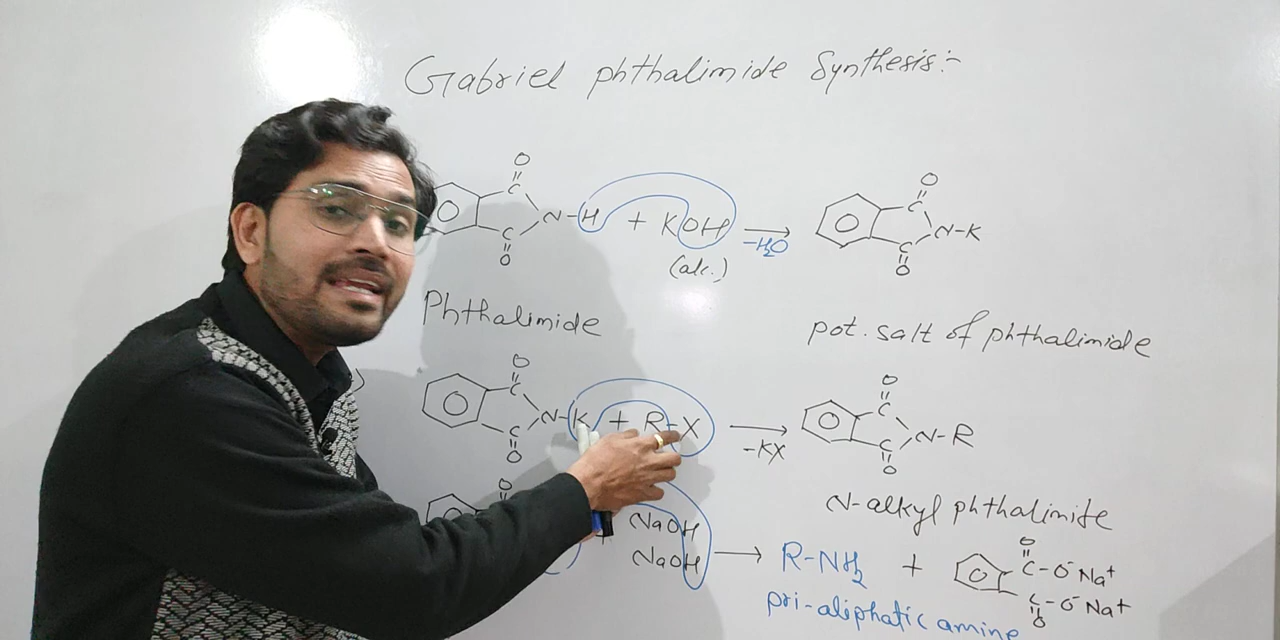 Gabriel phthalimide Synthesis:-
O
C
N-H + KOH -H₂O
C
O
(alc.)
O
C
N-K
C
O
Phthalimide
pot. salt of phthalimide
O
C
N-K + R-X -KX
C
O
O
C
N-R
C
O
N-alkyl phthalimide
O
NaOH
NaOH
R-NH₂ +
O
C-O⁻Na⁺
C-O⁻Na⁺
O
pri-aliphatic amine